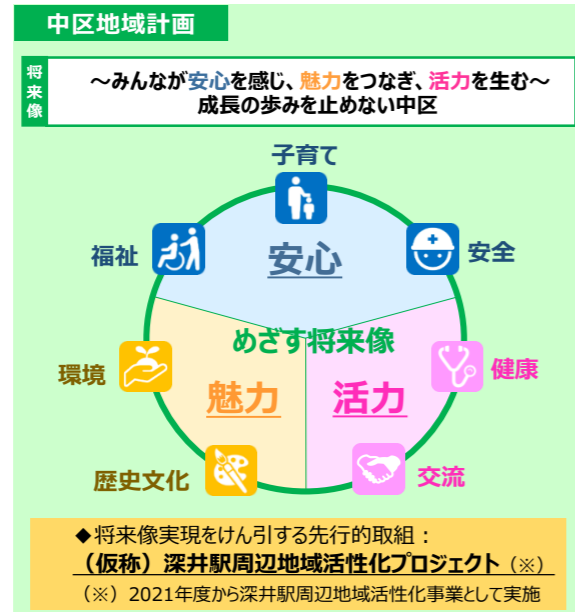 中区地域計画
将来像
～みんなが安心を感じ、魅力をつなぎ、活力を生む～
成長の歩みを止めない中区
子育て
福祉
安心
安全
めざす将来像
環境
魅力
活力
健康
歴史文化
交流
◆将来像実現をけん引する先行的取組：
（仮称）深井駅周辺地域活性化プロジェクト（※）
（※）2021年度から深井駅周辺地域活性化事業として実施